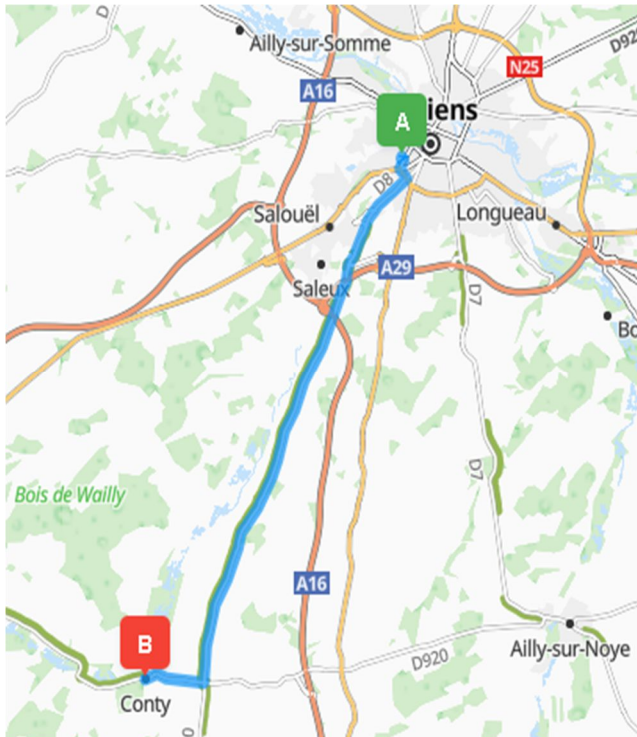 D
Ailly-sur-Somme
D92
N25
A16
iens
A
D8
Salouël
Longueau
A29
Saleux
D7
Bo
D7
Bois de Wailly
A16
B
D920
Ailly-sur-Noye
Conty
0